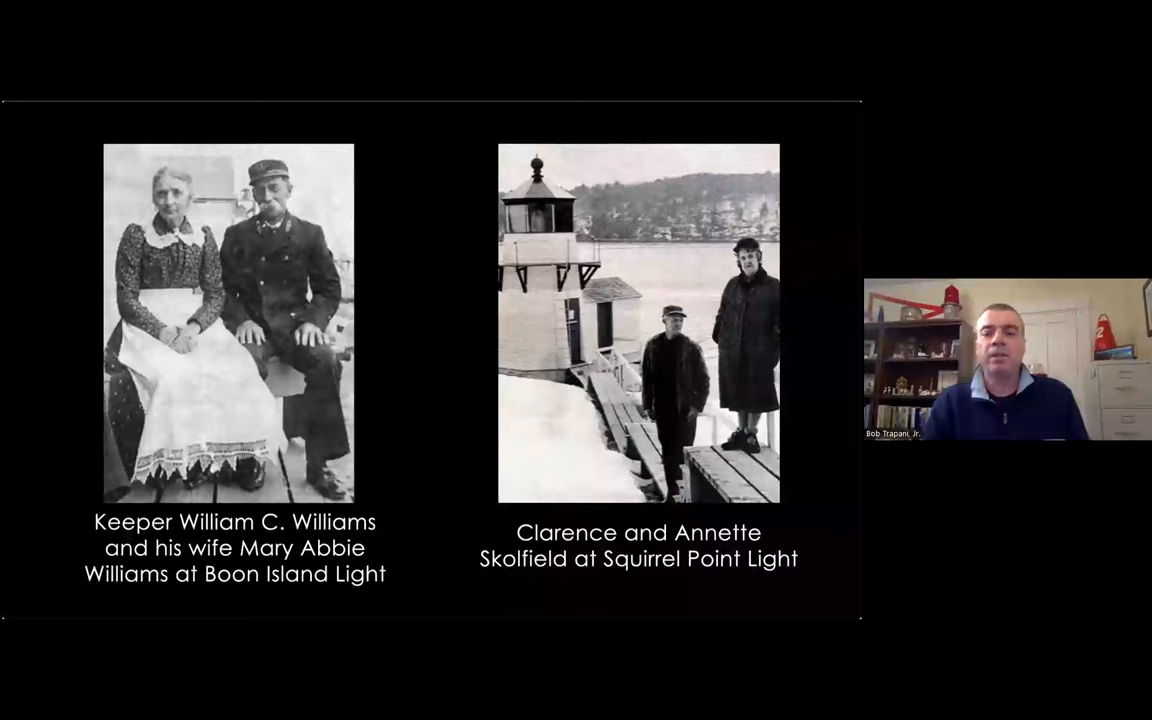 Keeper William C. Williams
and his wife Mary Abbie
Williams at Boon Island Light
Clarence and Annette
Skolfield at Squirrel Point Light
Bob Trapani, Jr.
2